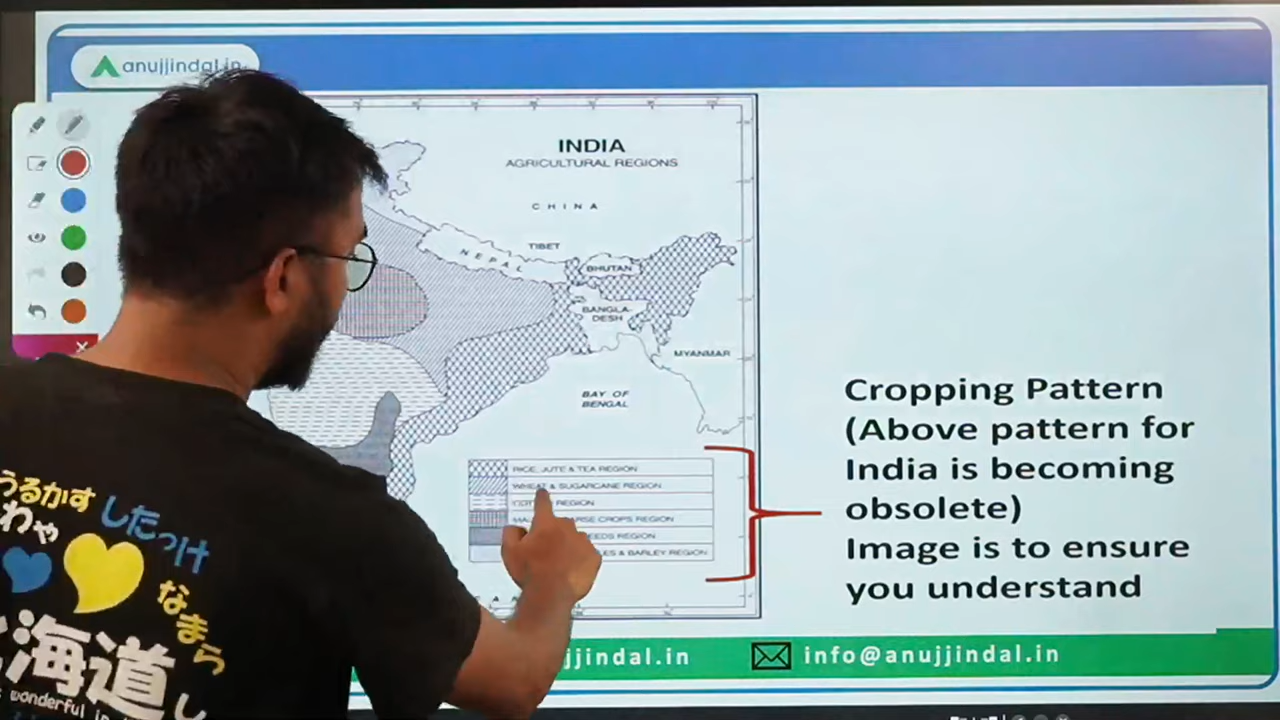 anujjindal.in
INDIA
AGRICULTURAL REGIONS
CHINA
TIBET
NEPAL
BHUTAN
BANGLA-
DESH
MYANMAR
BAY OF
BENGAL
RICE, JUTE & TEA REGION
WHEAT & SUGARCANE REGION
REGION
CROPS REGION
REGION
& BARLEY REGION
Cropping Pattern
(Above pattern for
India is becoming
obsolete)
Image is to ensure
you understand
jjindal.in
info@anujjindal.in
うるかす
わや
したっけ
なまら
海道
wonderful